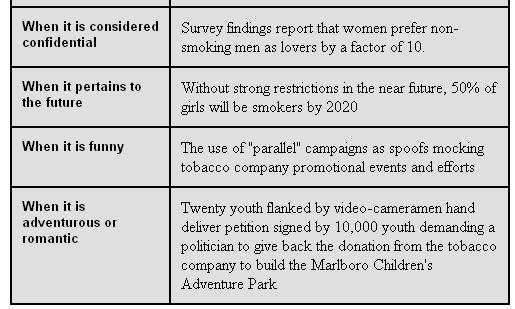 When it is considered
confidential
Survey findings report that women prefer non-
smoking men as lovers by a factor of 10.
When it pertains to
the future
Without strong restrictions in the near future, 50% of
girls will be smokers by 2020
When it is funny
The use of "parallel" campaigns as spoofs mocking
tobacco company promotional events and efforts
When it is
adventurous or
romantic
Twenty youth flanked by video-cameramen hand
deliver petition signed by 10,000 youth demanding a
politician to give back the donation from the tobacco
company to build the Marlboro Children's
Adventure Park